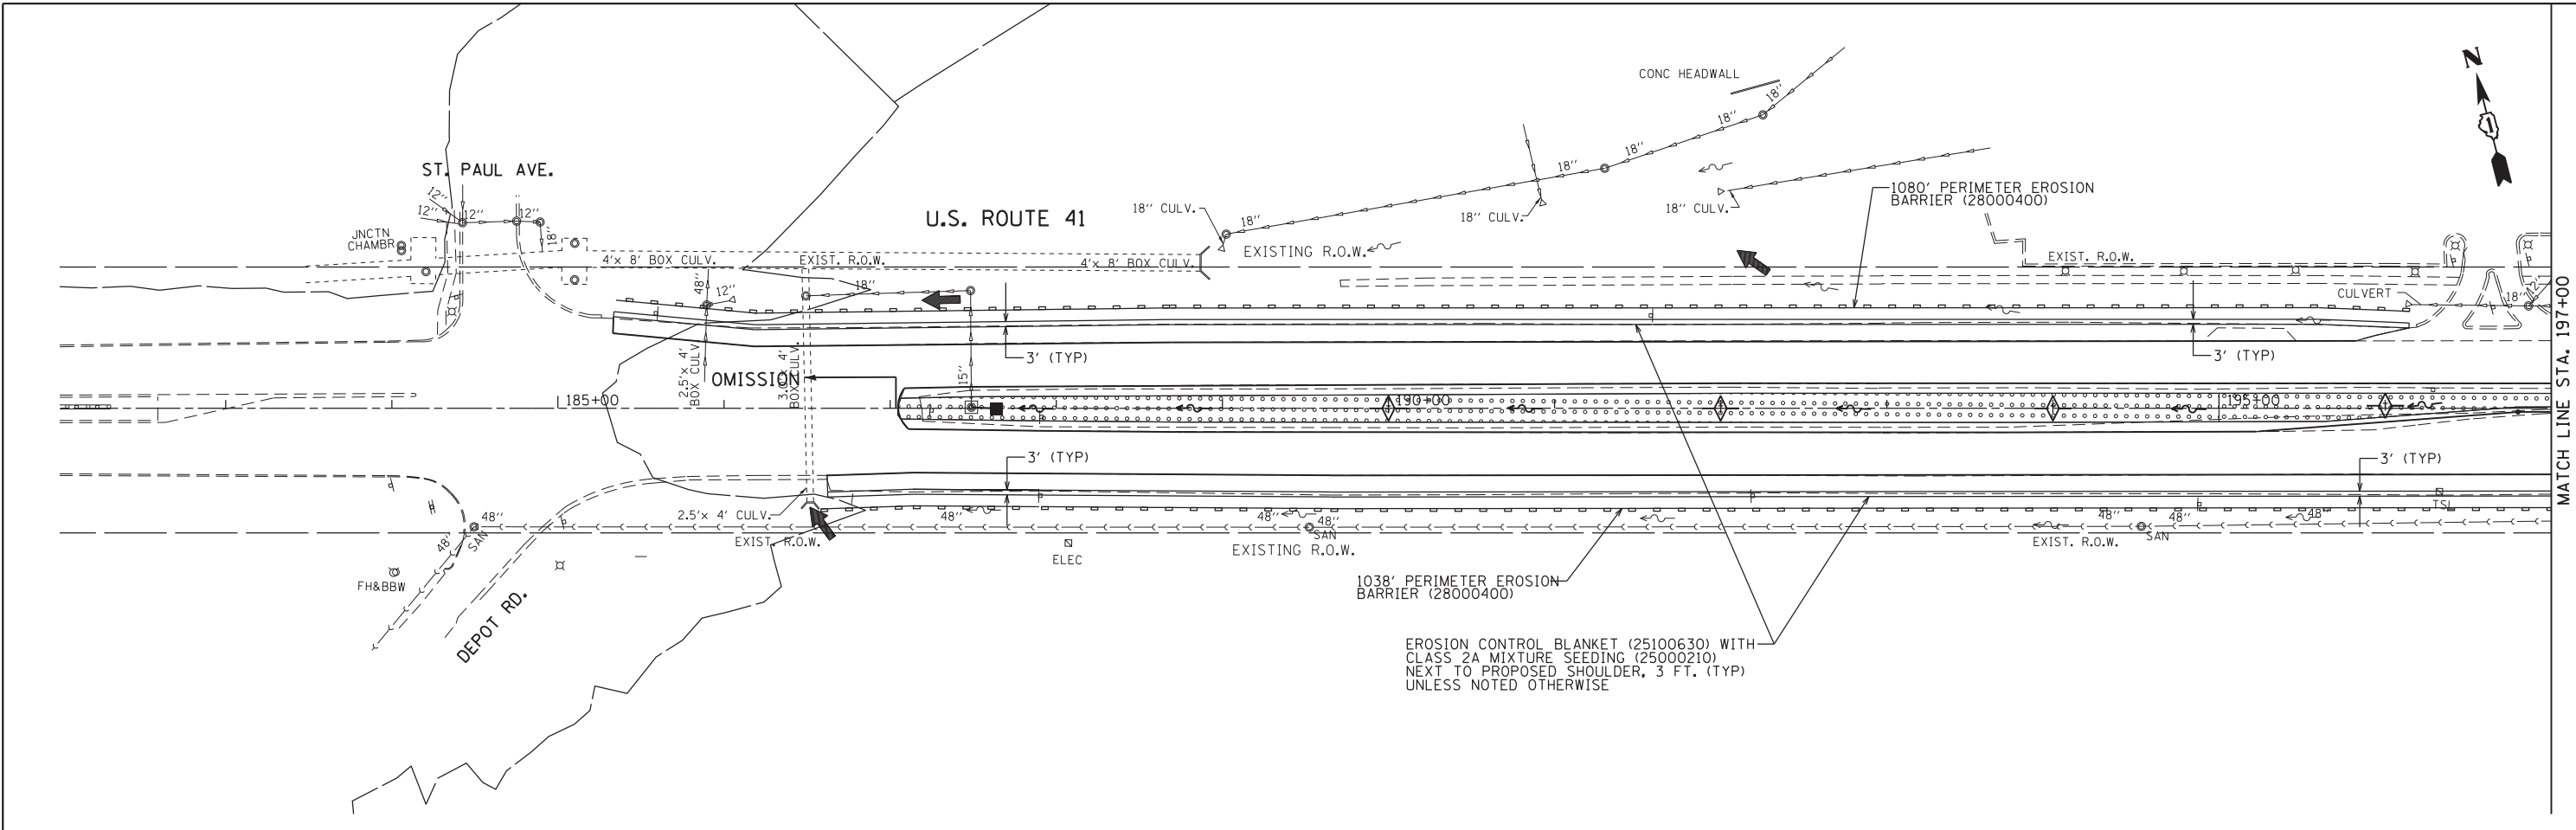 CONC HEADWALL
N
1
18"
18"
18"
18"
18"
ST. PAUL AVE.
12"
12"
12"
12"
18"
JNCTN
CHAMBR
U.S. ROUTE 41
18" CULV.
18" CULV.
18" CULV.
1080' PERIMETER EROSION
BARRIER (28000400)
EXISTING R.O.W.
4'x 8' BOX CULV.
EXIST. R.O.W.
4'x 8' BOX CULV.
EXIST. R.O.W.
48"
12"
18"
CULVERT
18"
12"
3' (TYP)
3' (TYP)
2.5'x 4'
BOX CULV.
BOX CULV.
OMISSION
15"
185+00
190+00
195+00
MATCH LINE STA. 197+00
3' (TYP)
3' (TYP)
2.5'x 4' CULV.
48"
48"
48"
48"
48"
48"
48"
48"
SAN
SAN
SAN
TSL
EXIST. R.O.W.
EXISTING R.O.W.
EXIST. R.O.W.
ELEC
FH&BBW
DEPOT RD.
1038' PERIMETER EROSION
BARRIER (28000400)
EROSION CONTROL BLANKET (25100630) WITH
CLASS 2A MIXTURE SEEDING (25000210)
NEXT TO PROPOSED SHOULDER, 3 FT. (TYP)
UNLESS NOTED OTHERWISE